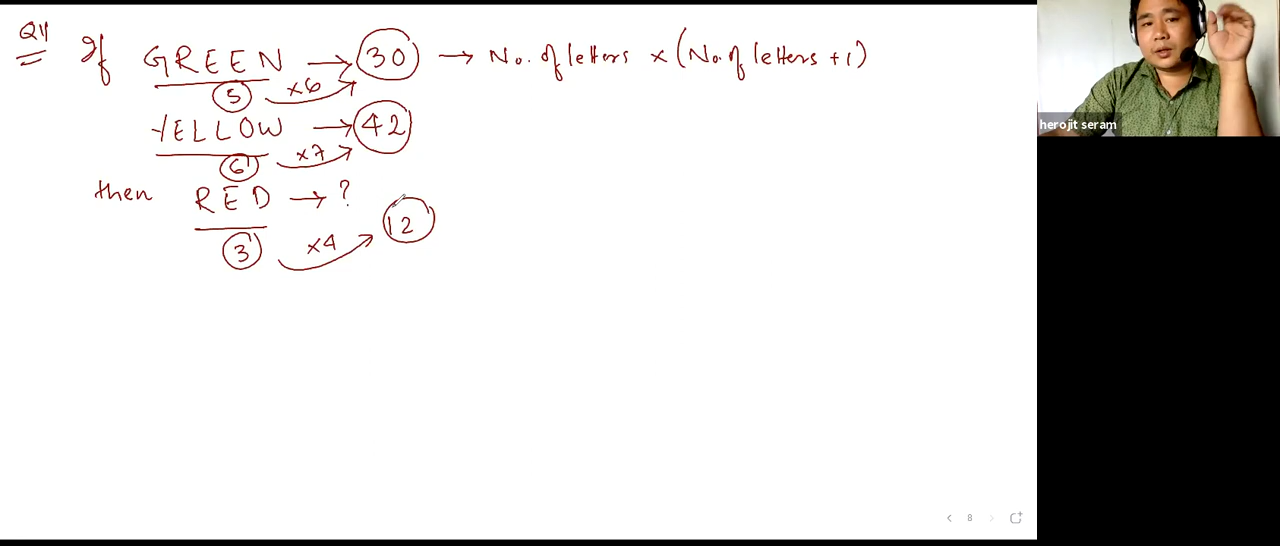 Q11 If GREEN → 30 → No. of letters × (No. of letters + 1)
5 ×6
YELLOW → 42
6 ×7
then RED → ?
3 ×4 12
herojit seram
8